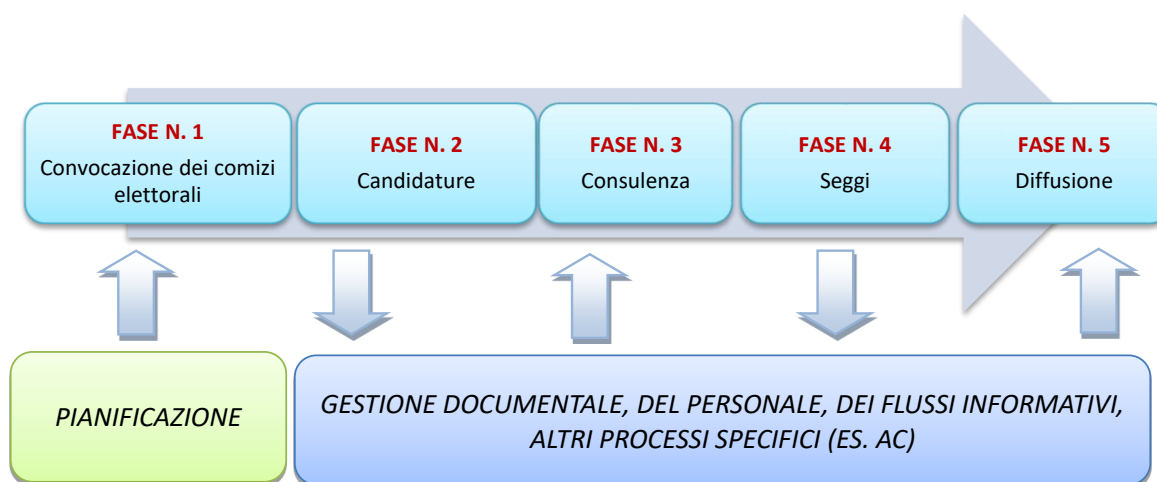 FASE N. 1
Convocazione dei comizi
elettorali
FASE N. 2
Candidature
FASE N. 3
Consulenza
FASE N. 4
Seggi
FASE N. 5
Diffusione
PIANIFICAZIONE
GESTIONE DOCUMENTALE, DEL PERSONALE, DEI FLUSSI INFORMATIVI,
ALTRI PROCESSI SPECIFICI (ES. AC)